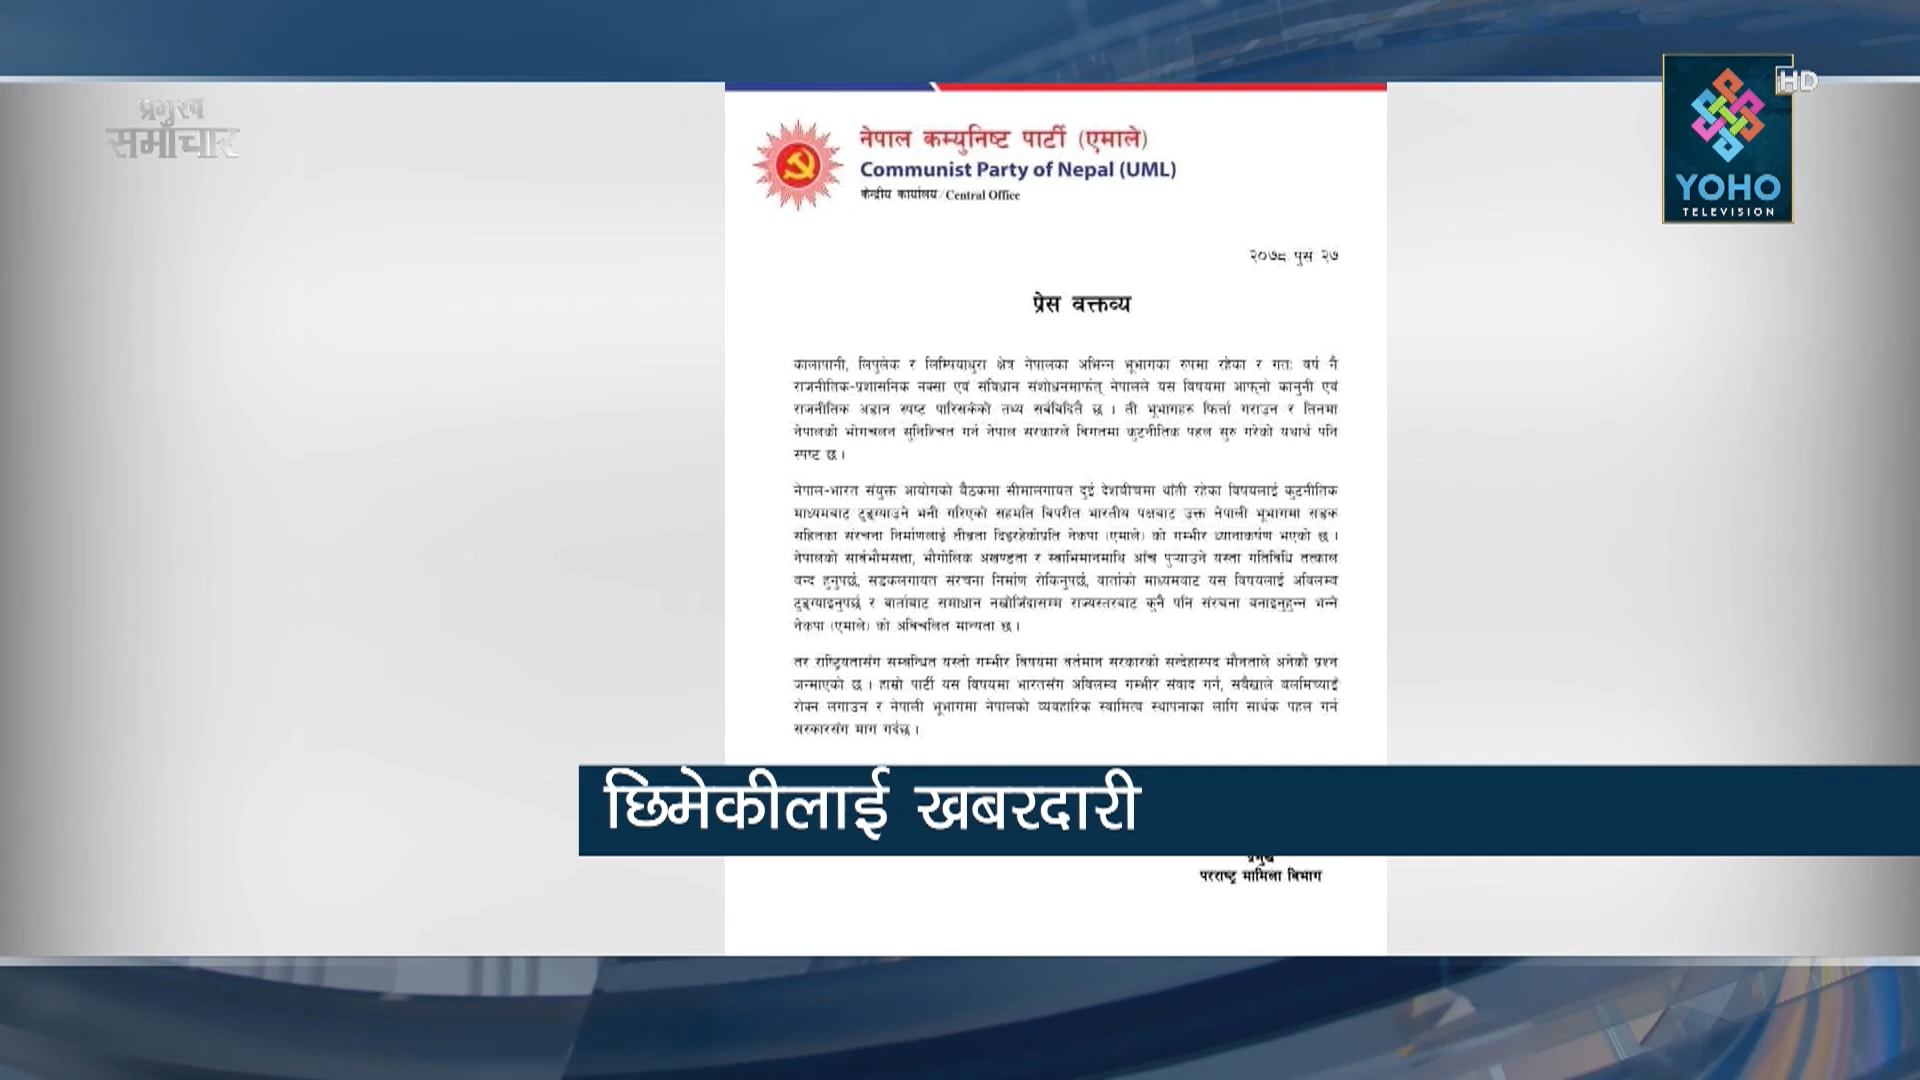 प्रमुख
समाचार
HD
YOHO
TELEVISION
नेपाल कम्युनिष्ट पार्टी (एमाले)
Communist Party of Nepal (UML)
केन्द्रीय कार्यालय/Central Office
२०७८ पुस २७
प्रेस वक्तव्य
कालापानी, लिपुलेक र लिम्पियाधुरा क्षेत्र नेपालका अभिन्न भूभागका रुपमा रहेका र गतः वर्ष नै
राजनीतिक-प्रशासनिक नक्सा एवं संविधान संशोधनमार्फत् नेपालले यस विषयमा आफ्नो कानुनी एवं
राजनीतिक अडान स्पष्ट पारिसकेको तथ्य सर्बबिदितै छ । ती भूभागहरु फिर्ता गराउन र तिनमा
नेपालको भोगचलन सुनिश्चित गर्न नेपाल सरकारले विगतमा कुटनीतिक पहल सुरु गरेको यथार्थ पनि
स्पष्ट छ ।
नेपाल-भारत संयुक्त आयोगको बैठकमा सीमालगायत दुई देशबीचमा बाँकी रहेका विषयलाई कुटनीतिक
माध्यमबाट टुङ्ग्याउने भनी गरिएको सहमति बिपरीत भारतीय पक्षबाट उक्त नेपाली भूभागमा सडक
सहितका संरचना निर्माणलाई तीव्रता दिइरहेकोप्रति नेकपा (एमाले) को गम्भीर ध्यानाकर्षण भएको छ ।
नेपालको सार्वभौमसत्ता, भौगोलिक अखण्डता र स्वाभिमानमाथि आँच पुऱ्याउने यस्ता गतिविधि तत्काल
बन्द हुनुपर्छ, सडकलगायत संरचना निर्माण रोकिनुपर्छ, वार्ताको माध्यमबाट यस विषयलाई अविलम्ब
टुङ्ग्याइनुपर्छ र बार्ताबाट समाधान नखोजिंदासम्म राज्यस्तरबाट कुनै पनि संरचना बनाइनुहुन्न भन्ने
नेकपा (एमाले) को अविचलित मान्यता छ ।
तर राष्ट्रियतासँग सम्बन्धित यस्तो गम्भीर विषयमा वर्तमान सरकारको सन्देहास्पद मौनताले अनेकौं प्रश्न
जन्माएको छ । हाम्रो पार्टी यस विषयमा भारतसँग अविलम्ब गम्भीर संवाद गर्न, सबैखाले बलमिच्याइँ
रोक्न लगाउन र नेपाली भूभागमा नेपालको व्यवहारिक स्वामित्व स्थापनाका लागि सार्थक पहल गर्न
सरकारसँग माग गर्दछ ।
छिमेकीलाई खबरदारी
प्रमुख
परराष्ट्र मामिला विभाग